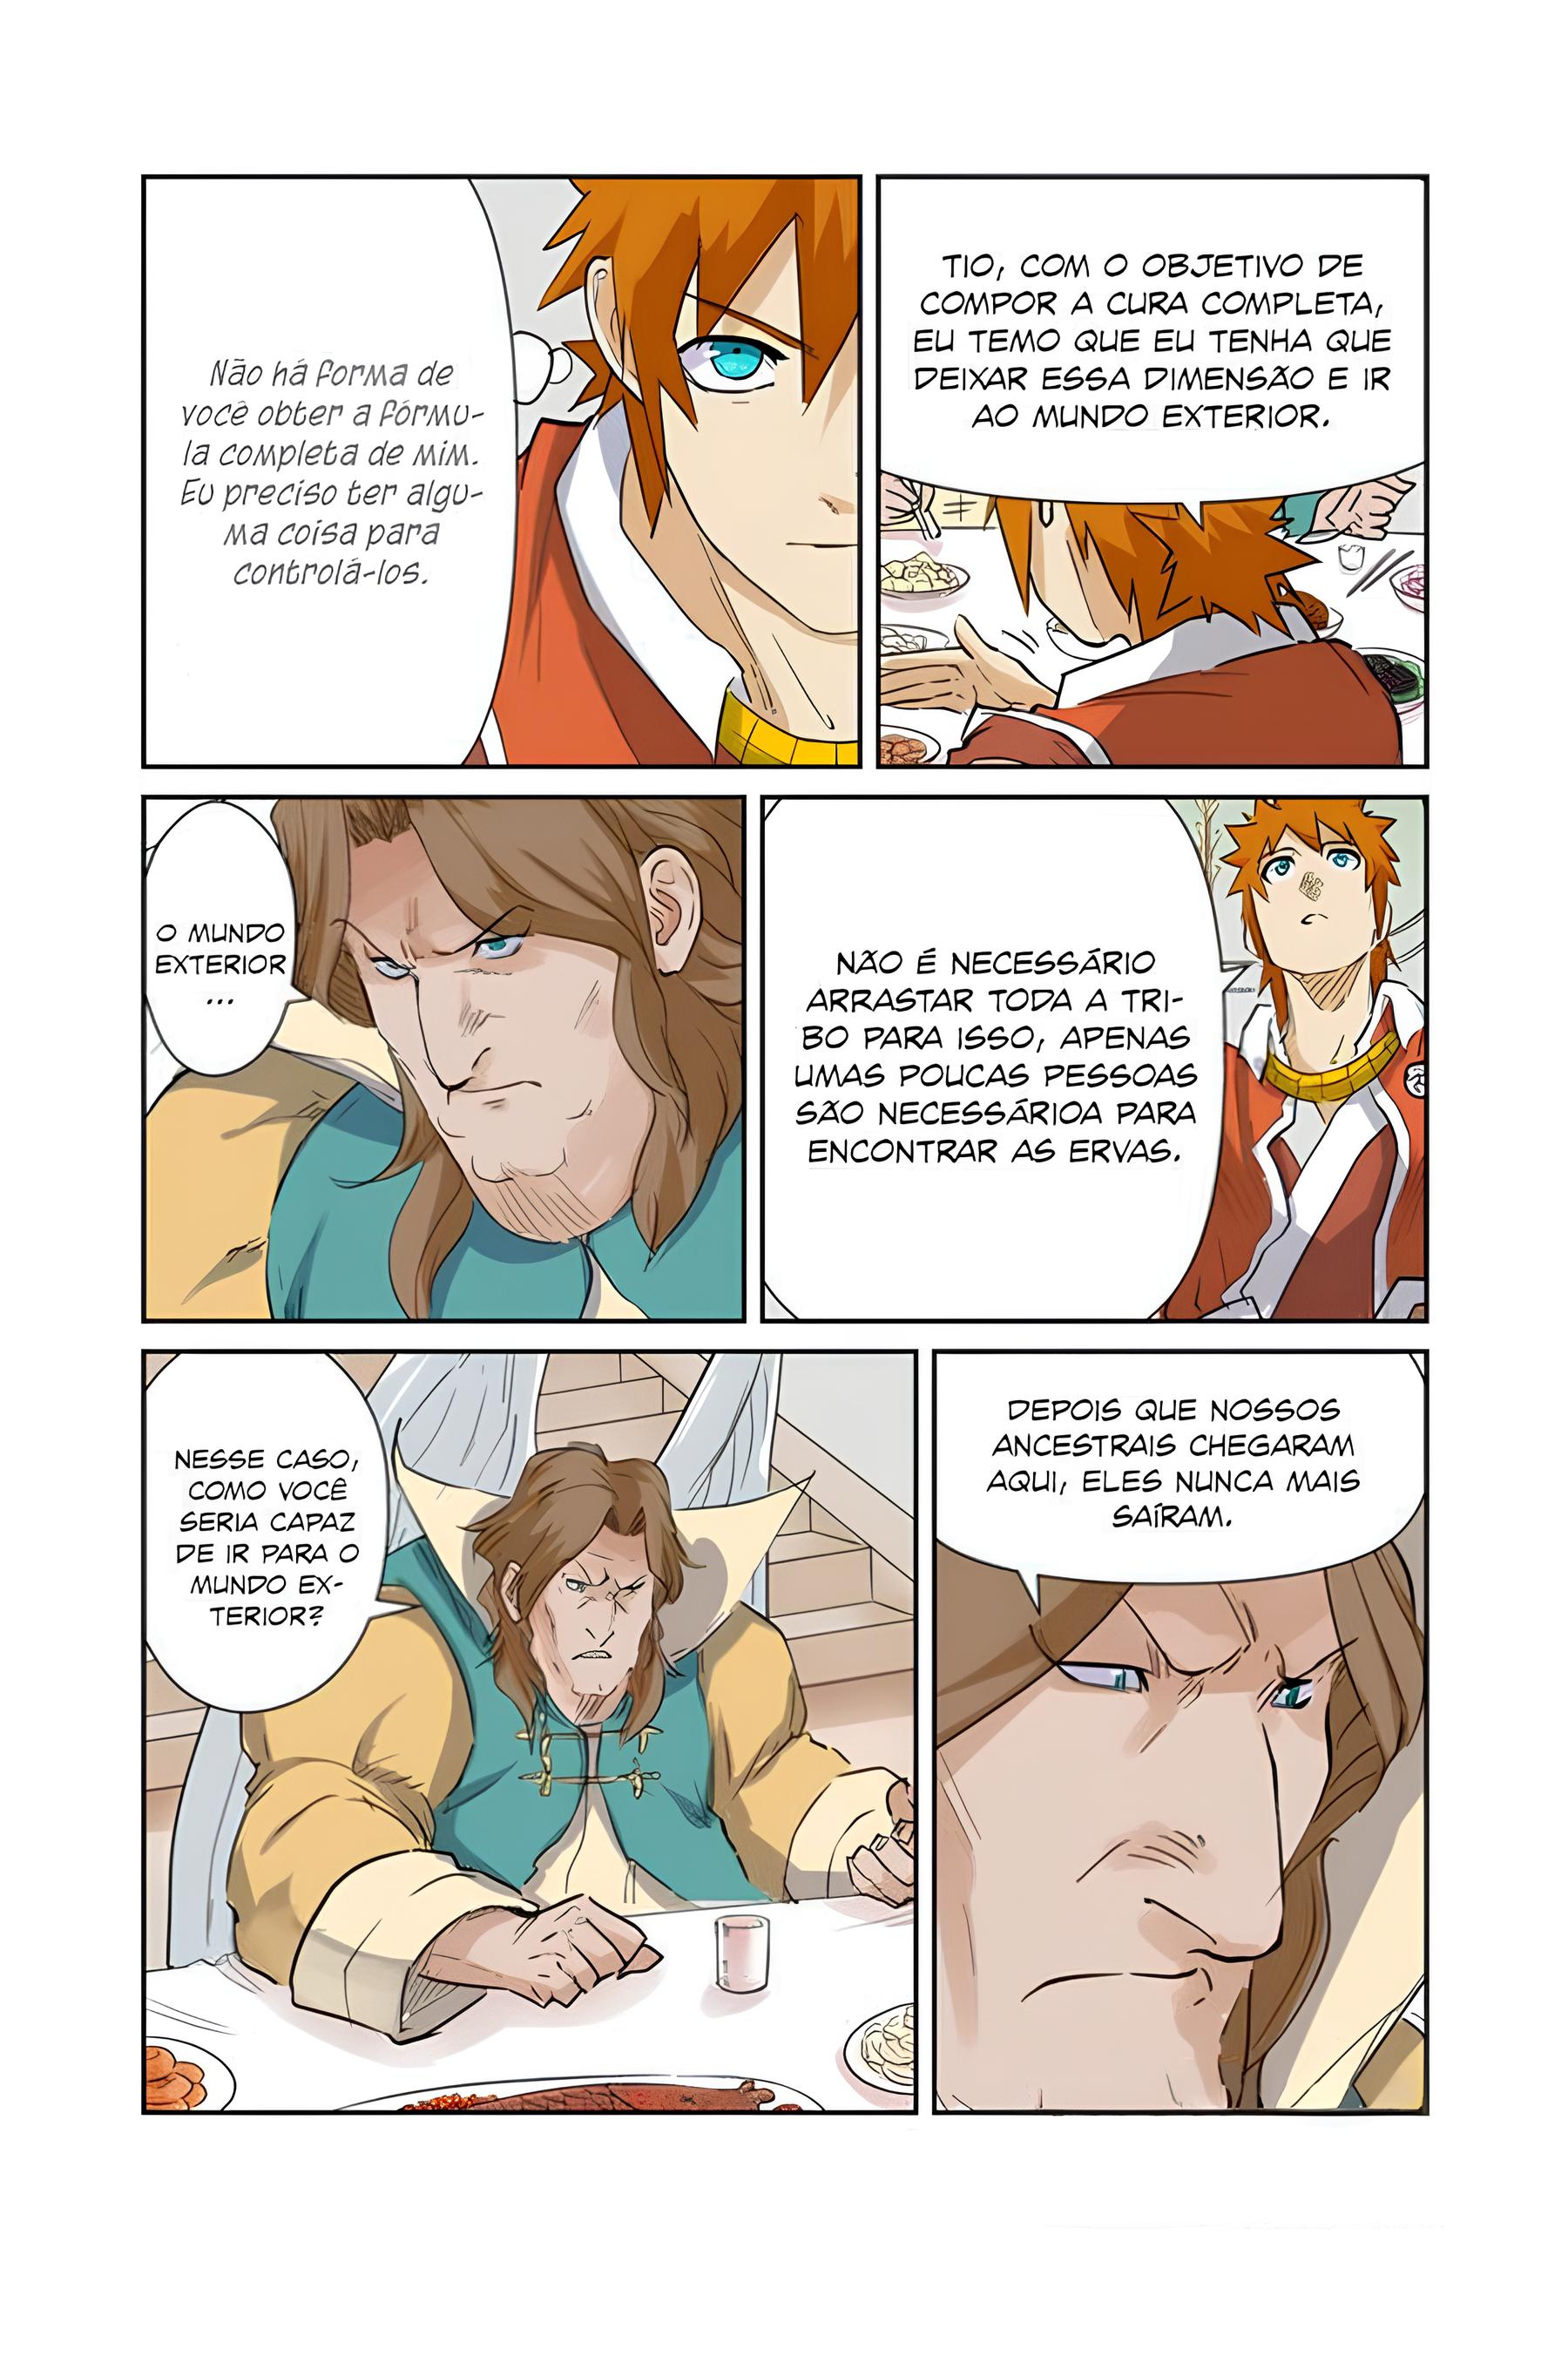 Não há forma de
você obter a fórmu-
la completa de mim.
Eu preciso ter algu-
ma coisa para
controlá-los.
TIO, COM O OBJETIVO DE
COMPOR A CURA COMPLETA,
EU TEMO QUE EU TENHA QUE
DEIXAR ESSA DIMENSÃO E IR
AO MUNDO EXTERIOR.
O MUNDO
EXTERIOR
...
NÃO É NECESSÁRIO
ARRASTAR TODA A TRI-
BO PARA ISSO, APENAS
UMAS POUCAS PESSOAS
SÃO NECESSÁRIOA PARA
ENCONTRAR AS ERVAS.
NESSE CASO,
COMO VOCÊ
SERIA CAPAZ
DE IR PARA O
MUNDO EX-
TERIOR?
DEPOIS QUE NOSSOS
ANCESTRAIS CHEGARAM
AQUI, ELES NUNCA MAIS
SAÍRAM.